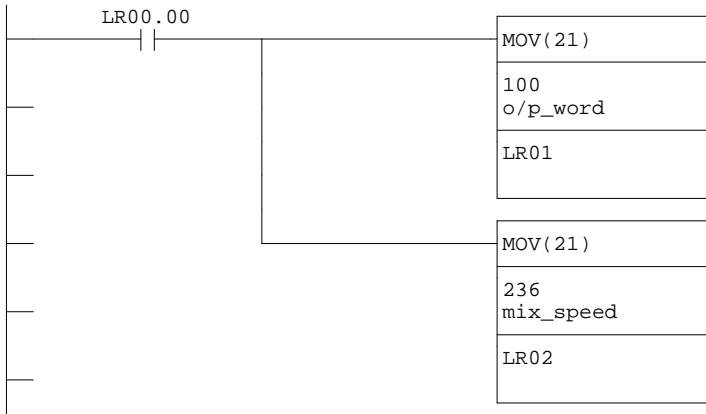 LR00.00
MOV(21)
100
o/p_word
LR01
MOV(21)
236
mix_speed
LR02